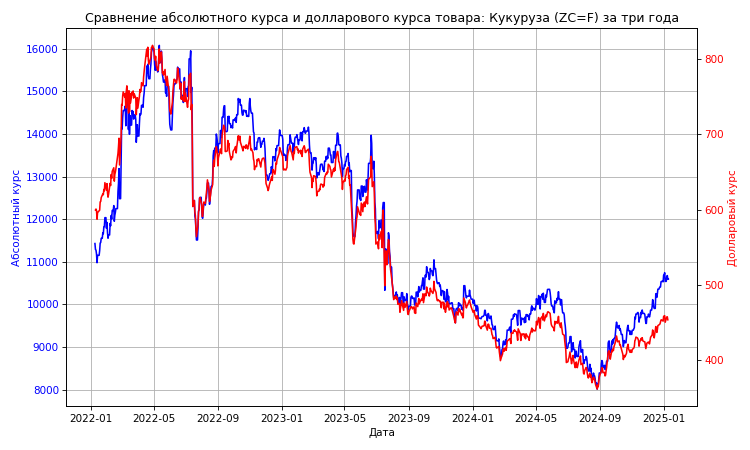 Сравнение абсолютного курса и долларового курса товара: Кукуруза (ZC=F) за три года
16000
15000
14000
13000
12000
11000
10000
9000
8000
Абсолютный курс
800
700
600
500
400
Долларовый курс
2022-01 2022-05 2022-09 2023-01 2023-05 2023-09 2024-01 2024-05 2024-09 2025-01
Дата